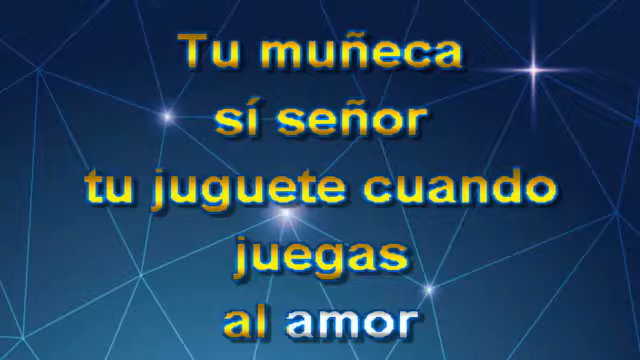 Tu muñeca
sí señor
tu juguete cuando
juegas
al amor